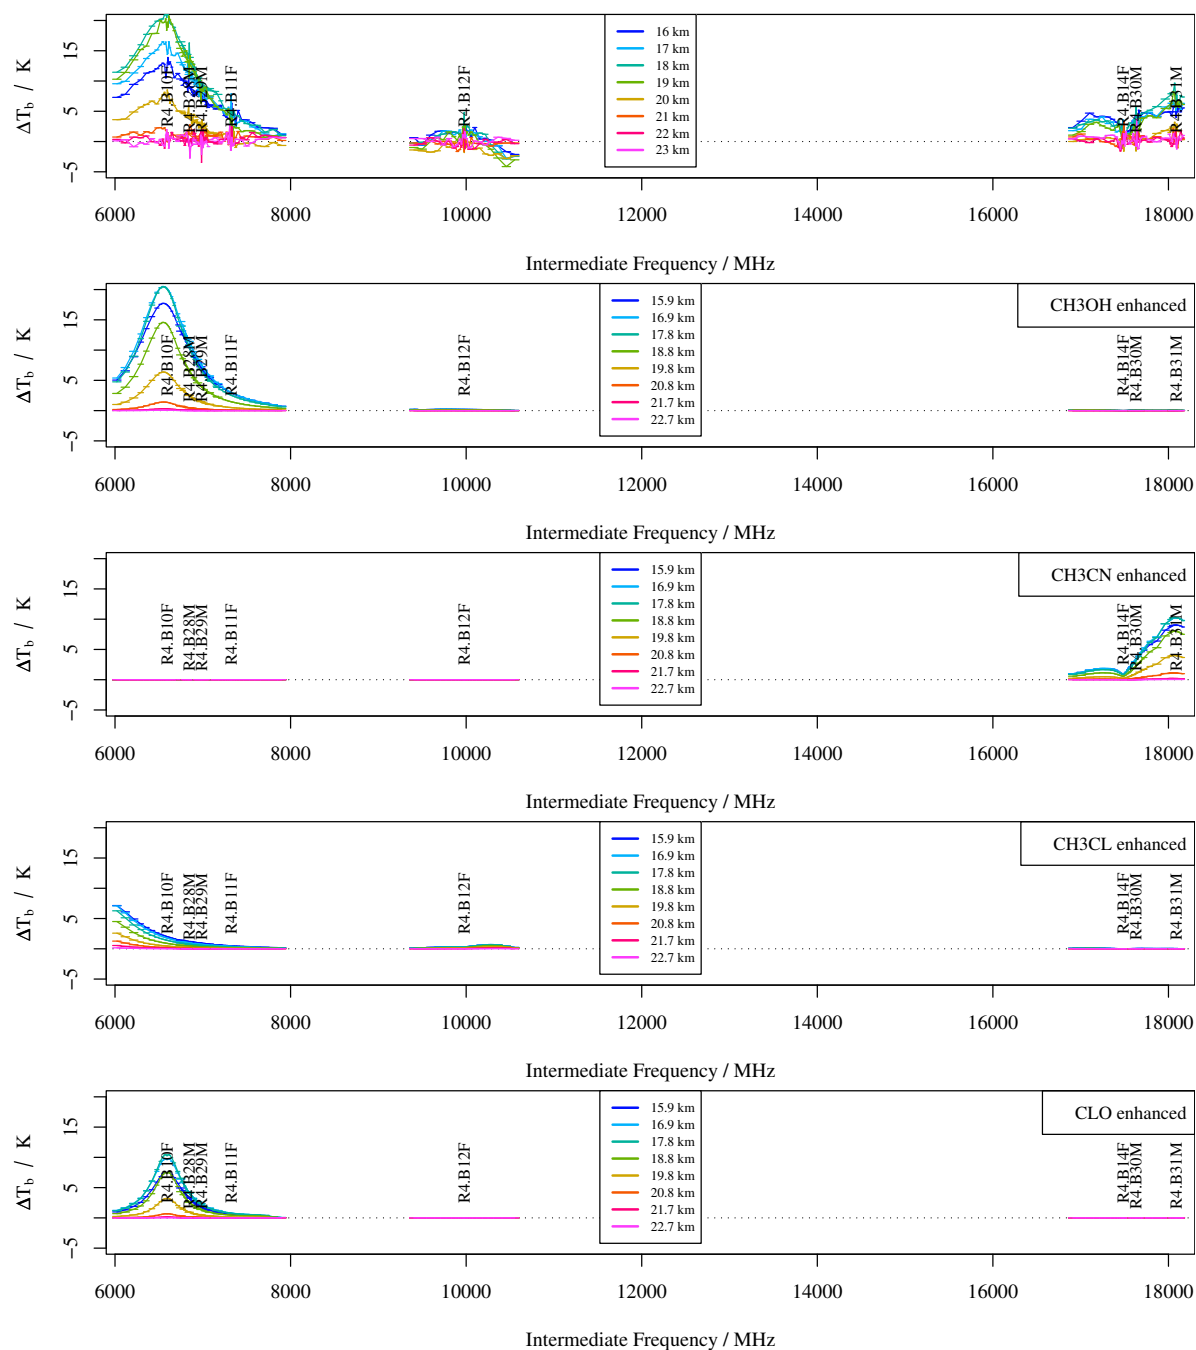 ΔTb / K
15
5
−5
R4.B10F
R4.B28M
R4.B29M
R4.B11F
R4.B12F
R4.B14F
R4.B30M
R4.B31M
16 km
17 km
18 km
19 km
20 km
21 km
22 km
23 km
6000 8000 10000 12000 14000 16000 18000
Intermediate Frequency / MHz
ΔTb / K
15
5
−5
R4.B10F
R4.B28M
R4.B29M
R4.B11F
R4.B12F
R4.B14F
R4.B30M
R4.B31M
15.9 km
16.9 km
17.8 km
18.8 km
19.8 km
20.8 km
21.7 km
22.7 km
CH3OH enhanced
6000 8000 10000 12000 14000 16000 18000
Intermediate Frequency / MHz
ΔTb / K
15
5
−5
R4.B10F
R4.B28M
R4.B29M
R4.B11F
R4.B12F
R4.B14F
R4.B30M
R4.B31M
15.9 km
16.9 km
17.8 km
18.8 km
19.8 km
20.8 km
21.7 km
22.7 km
CH3CN enhanced
6000 8000 10000 12000 14000 16000 18000
Intermediate Frequency / MHz
ΔTb / K
15
5
−5
R4.B10F
R4.B28M
R4.B29M
R4.B11F
R4.B12F
R4.B14F
R4.B30M
R4.B31M
15.9 km
16.9 km
17.8 km
18.8 km
19.8 km
20.8 km
21.7 km
22.7 km
CH3CL enhanced
6000 8000 10000 12000 14000 16000 18000
Intermediate Frequency / MHz
ΔTb / K
15
5
−5
R4.B10F
R4.B28M
R4.B29M
R4.B11F
R4.B12F
R4.B14F
R4.B30M
R4.B31M
15.9 km
16.9 km
17.8 km
18.8 km
19.8 km
20.8 km
21.7 km
22.7 km
CLO enhanced
6000 8000 10000 12000 14000 16000 18000
Intermediate Frequency / MHz